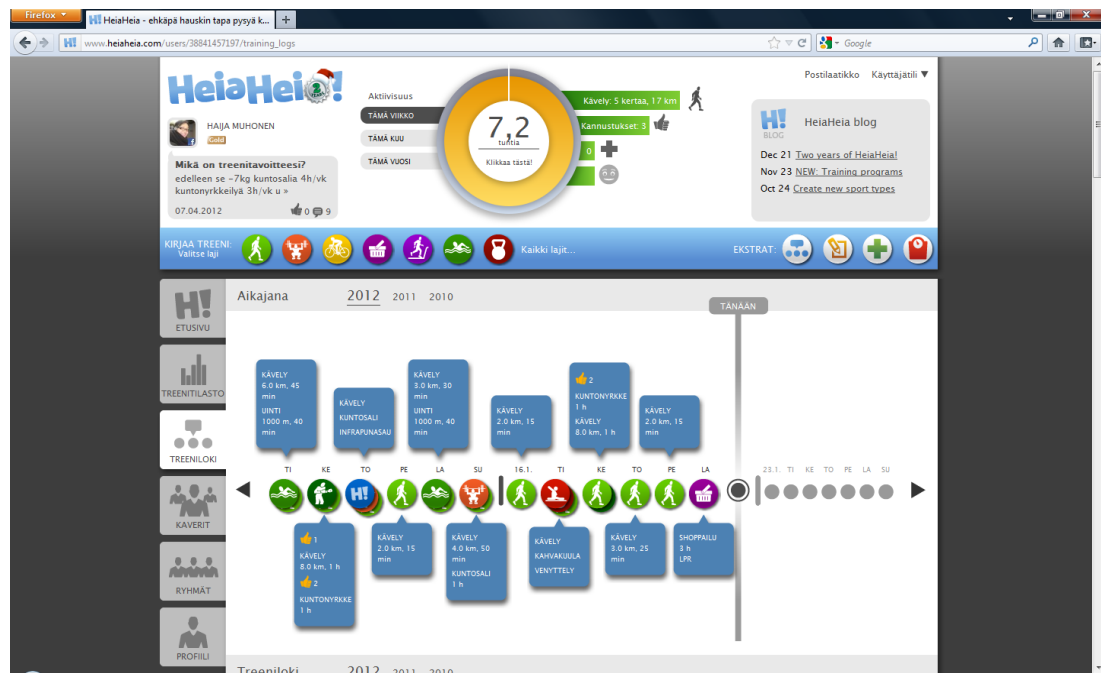 Firefox
HeiaHeia - ehkäpä hauskin tapa pysyä k...
www.heiaheia.com/users/38841457197/training_logs
Google
HeiaHeia!
2
HAIJA MUHONEN
Gold
Mikä on treenitavoitteesi?
edelleen se -7kg kuntosalia 4h/vk
kuntonyrkkeilyä 3h/vk u »
07.04.2012
0
9
Aktiivisuus
TÄMÄ VIIKKO
TÄMÄ KUU
TÄMÄ VUOSI
7,2
tuntia
Klikkaa tästä!
Kävely: 5 kertaa, 17 km
Kannustukset: 3
0
Postilaatikko Käyttäjätili
H!
BLOG
HeiaHeia blog
Dec 21 Two years of HeiaHeia!
Nov 23 NEW: Training programs
Oct 24 Create new sport types
KIRJAA TREENI:
Valitse laji
Kaikki lajit...
EKSTRAT:
H!
ETUSIVU
TREENITILASTO
TREENILOKI
KAVERIT
RYHMÄT
PROFIILI
Aikajana 2012 2011 2010
TÄNÄÄN
KÄVELY
6.0 km, 45
min
UINTI
1000 m, 40
min
KÄVELY
KUNTOSALI
INFRAPUNASAU
KÄVELY
3.0 km, 30
min
UINTI
1000 m, 40
min
KÄVELY
2.0 km, 15
min
2
KUNTONYRKKE
1 h
KÄVELY
8.0 km, 1 h
KÄVELY
2.0 km, 15
min
TI KE TO PE LA SU 16.1. TI KE TO PE LA 23.1. TI KE TO PE LA SU
H!
1
KÄVELY
8.0 km, 1 h
2
KUNTONYRKKE
1 h
KÄVELY
2.0 km, 15
min
KÄVELY
4.0 km, 50
min
KUNTOSALI
1 h
KÄVELY
KAHVAKUULA
VENYTTELY
KÄVELY
3.0 km, 25
min
SHOPPAILU
3 h
LPR
Treeniloki 2012 2011 2010